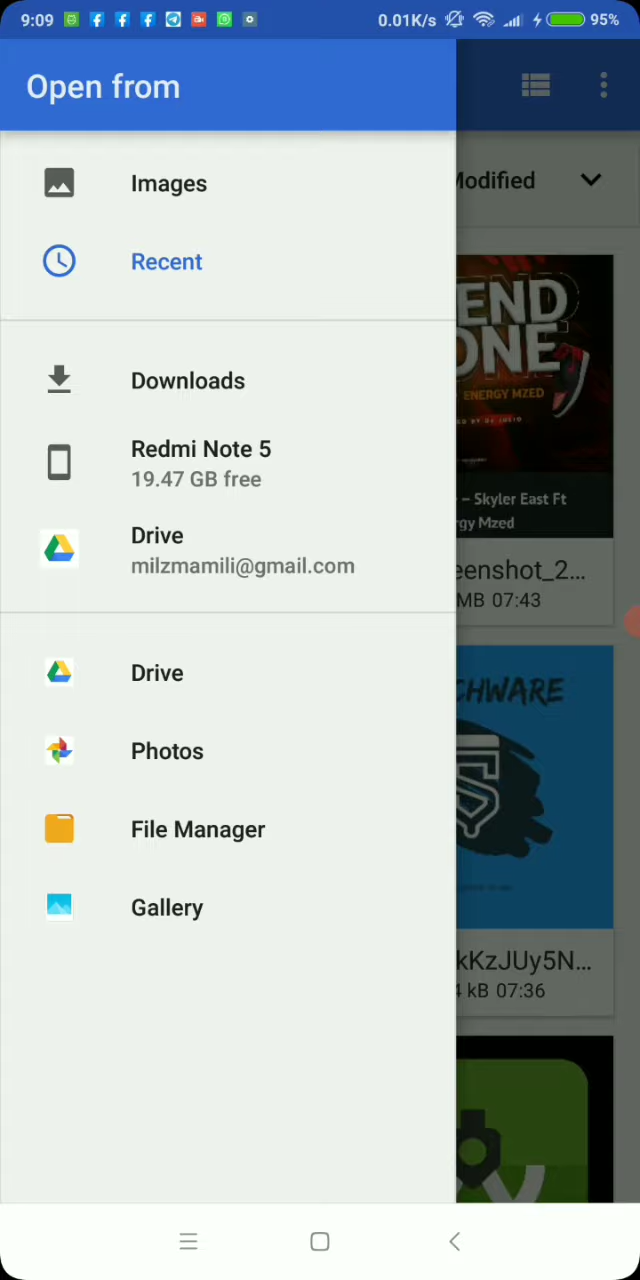 9:09
0.01K/s
95%
Open from
Modified
Images
Recent
Downloads
Redmi Note 5
19.47 GB free
Drive
milzmamili@gmail.com
Drive
Photos
File Manager
Gallery
END
ONE
ENERGY MZED
– Skyler East Ft
gy Mzed
eenshot_2...
MB 07:43
CHWARE
kKzJUy5N...
4 kB 07:36